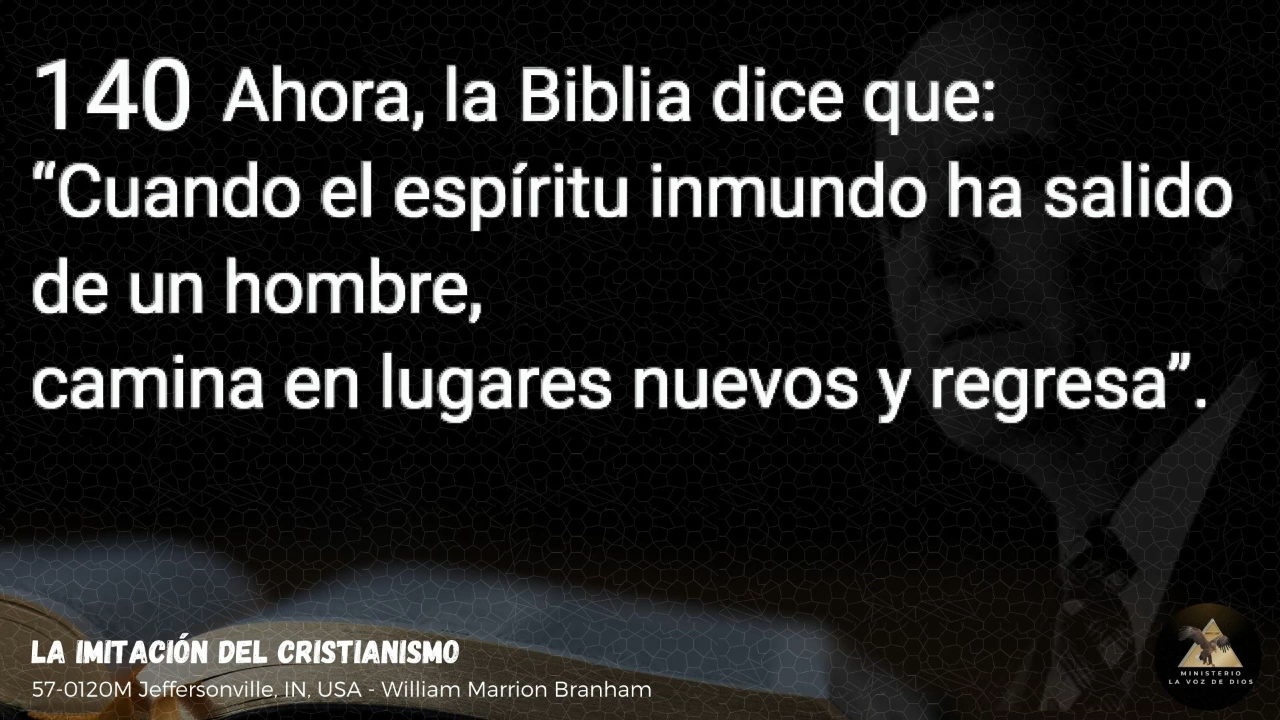 140 Ahora, la Biblia dice que:
“Cuando el espíritu inmundo ha salido
de un hombre,
camina en lugares nuevos y regresa”.
LA IMITACIÓN DEL CRISTIANISMO
57-0120M Jeffersonville, IN, USA - William Marrion Branham
MINISTERIO
LA VOZ DE DIOS